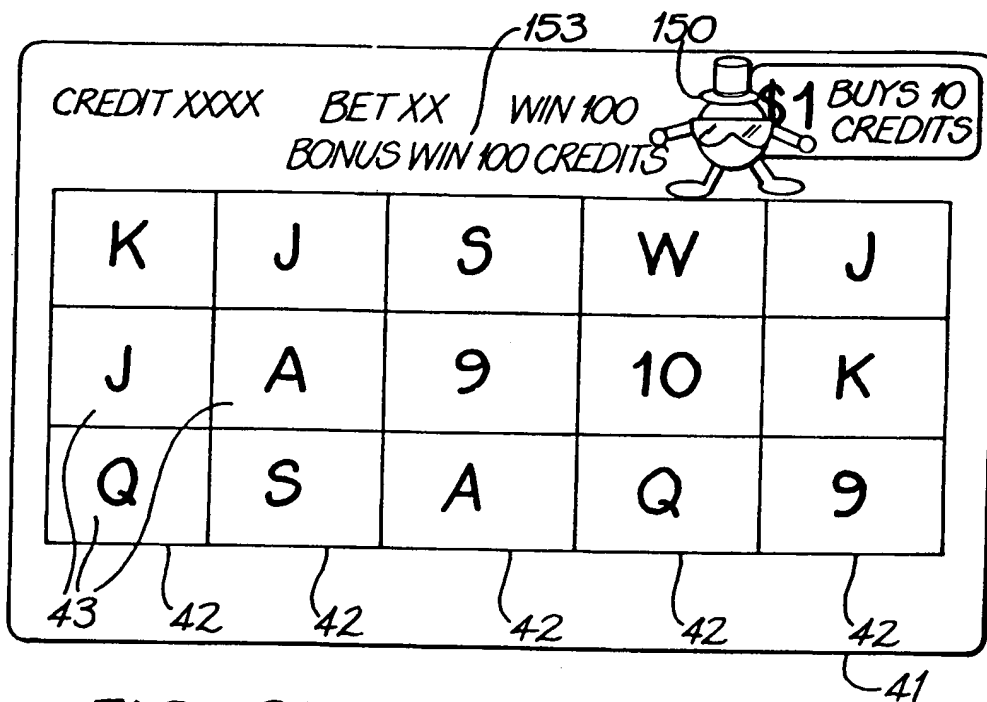 153 150
CREDIT XXXX BET XX WIN 100 $1 BUYS 10
BONUS WIN 100 CREDITS CREDITS
K J S W J
J A 9 10 K
Q S A Q 9
43 42 42 42 42 42
41